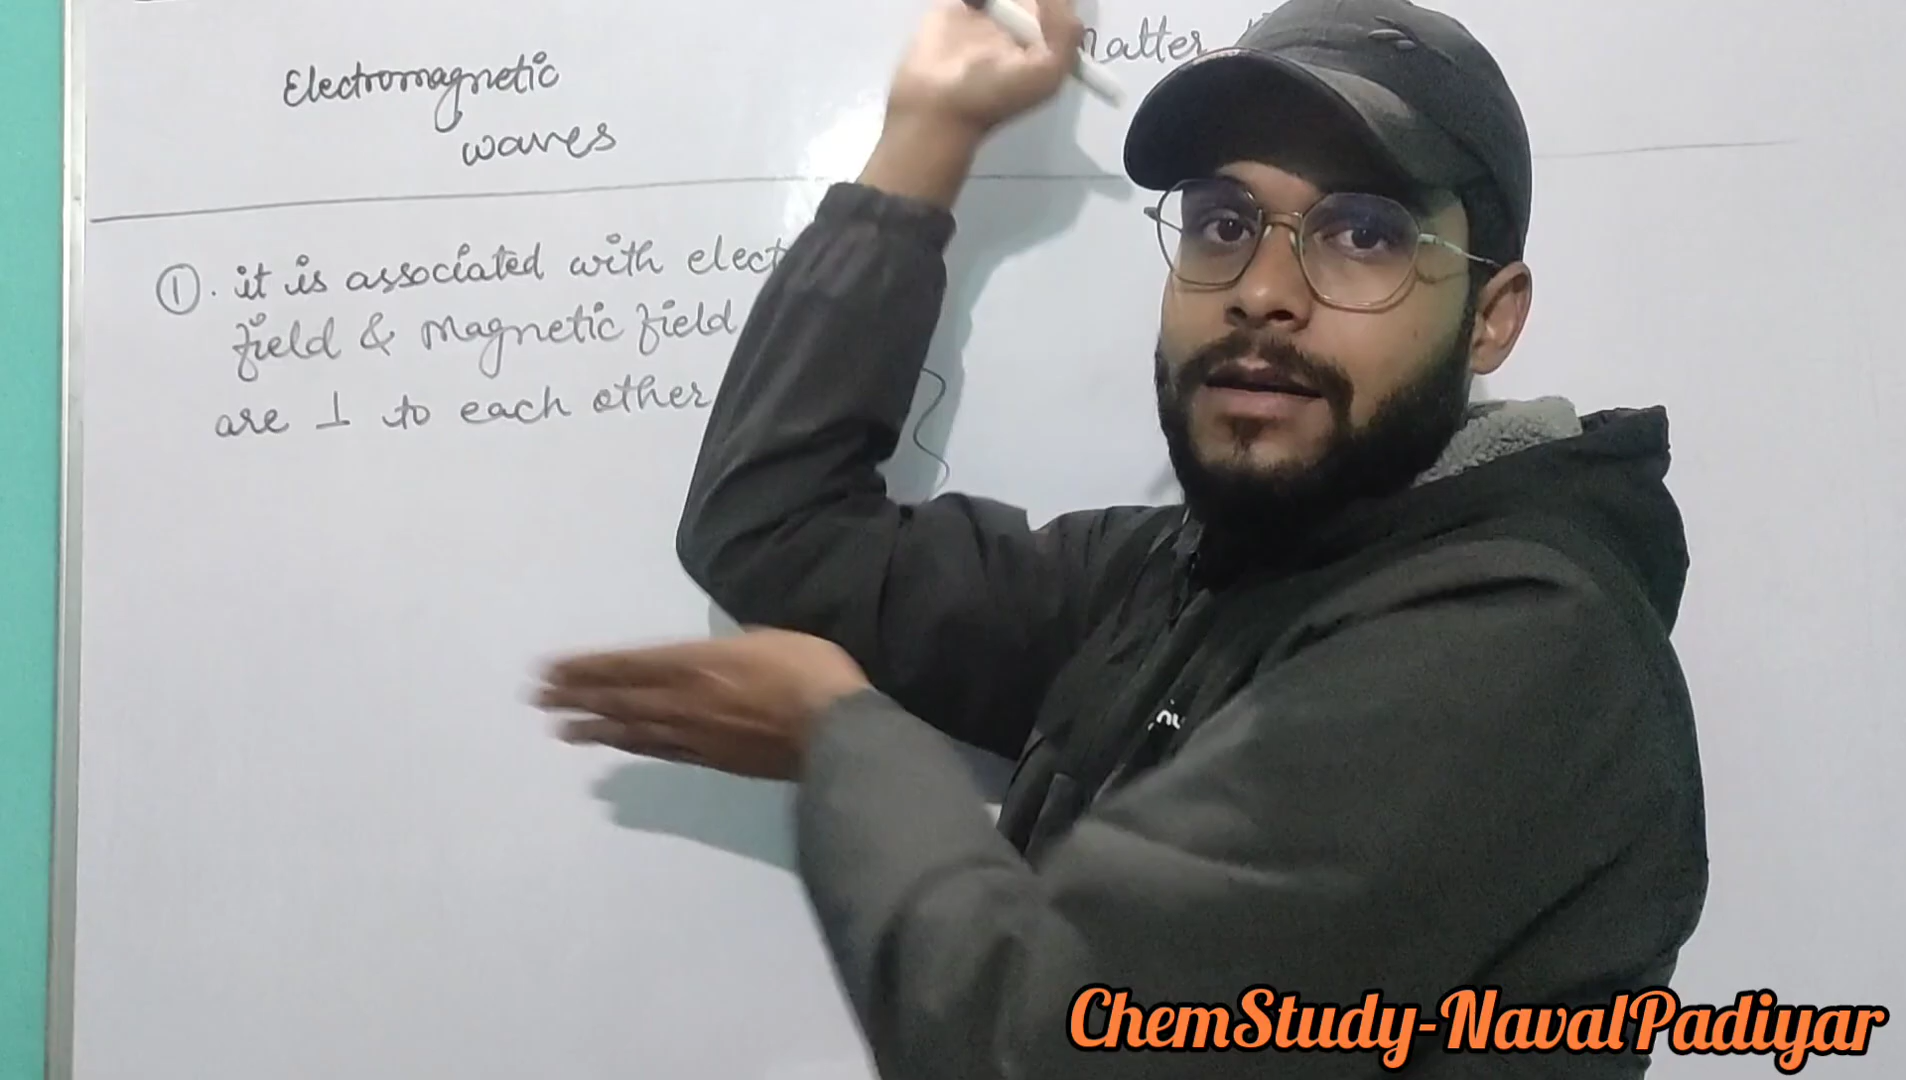 Electromagnetic
waves
matter
①. it is associated with elect
field & Magnetic field
are ⊥ to each other
ChemStudy-NavalPadiyar